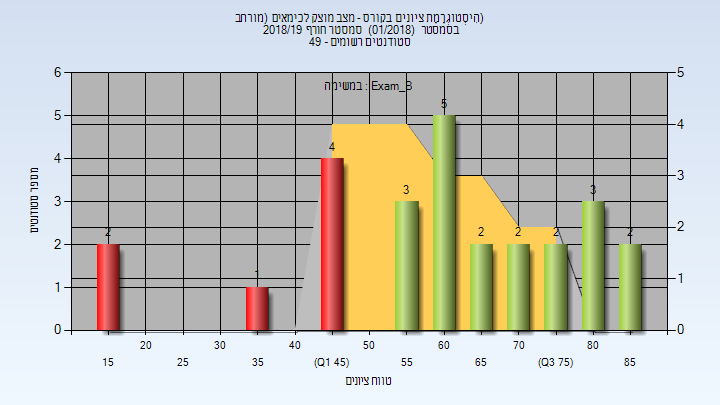 היסטוגרמת ציונים בקורס - מצב מוצק לכימאים (מורחב)
בסמסטר (01/2018) סמסטר חורף 2018/19
סטודנטים רשומים - 49
במשימה : Exam_B
מספר סטודנטים
6 5 4 3 2 1 0
5 4 3 2 1 0
2 1 4 3 5 2 2 2 3 2
20 30 40 50 60 70 80
15 25 35 (Q1 45) 55 65 (Q3 75) 85
טווח ציונים